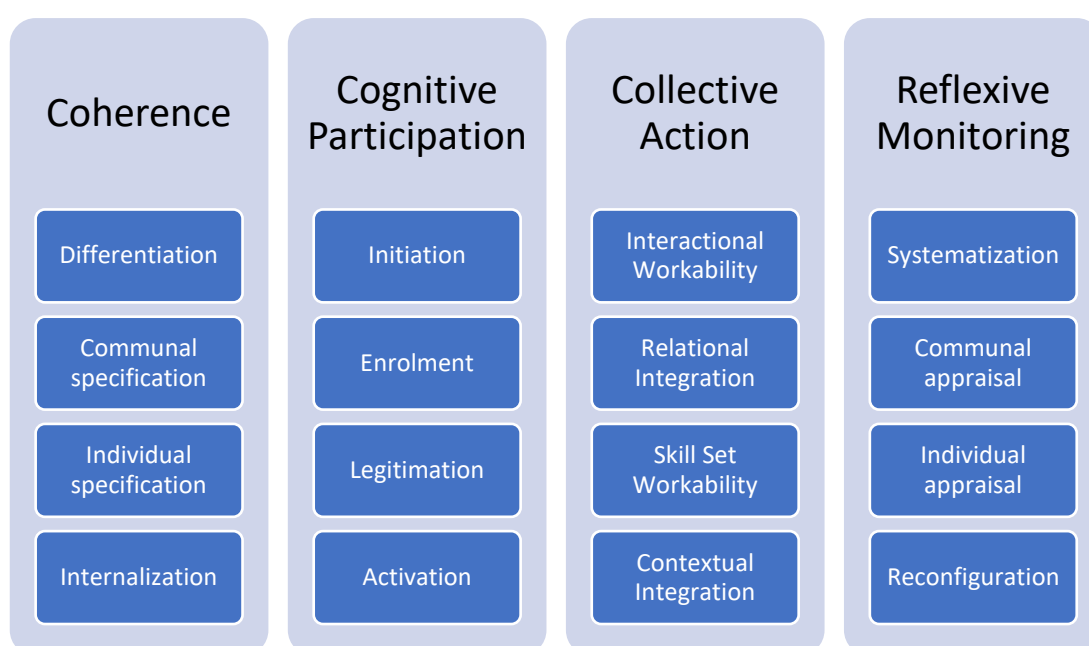 Coherence
Differentiation
Communal
specification
Individual
specification
Internalization
Cognitive
Participation
Initiation
Enrolment
Legitimation
Activation
Collective
Action
Interactional
Workability
Relational
Integration
Skill Set
Workability
Contextual
Integration
Reflexive
Monitoring
Systematization
Communal
appraisal
Individual
appraisal
Reconfiguration